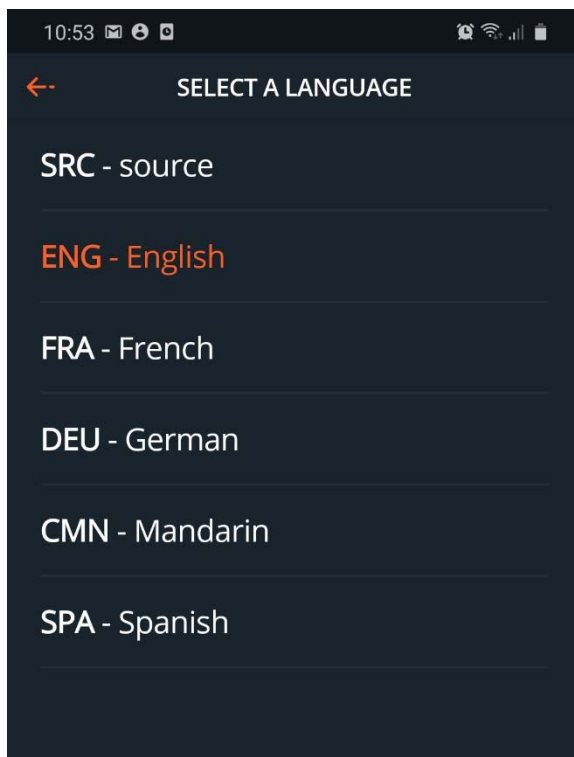 10:53
SELECT A LANGUAGE
SRC - source
ENG - English
FRA - French
DEU - German
CMN - Mandarin
SPA - Spanish